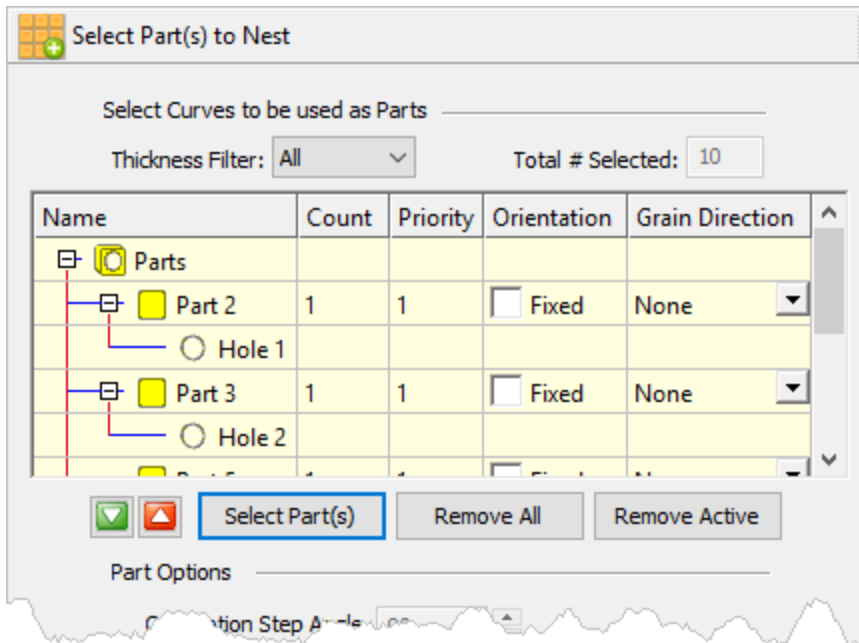 Select Part(s) to Nest
Select Curves to be used as Parts
Thickness Filter: All Total # Selected: 10
Name Count Priority Orientation Grain Direction
Parts
Part 2 1 1 Fixed None
Hole 1
Part 3 1 1 Fixed None
Hole 2
Select Part(s) Remove All Remove Active
Part Options
Step Angle